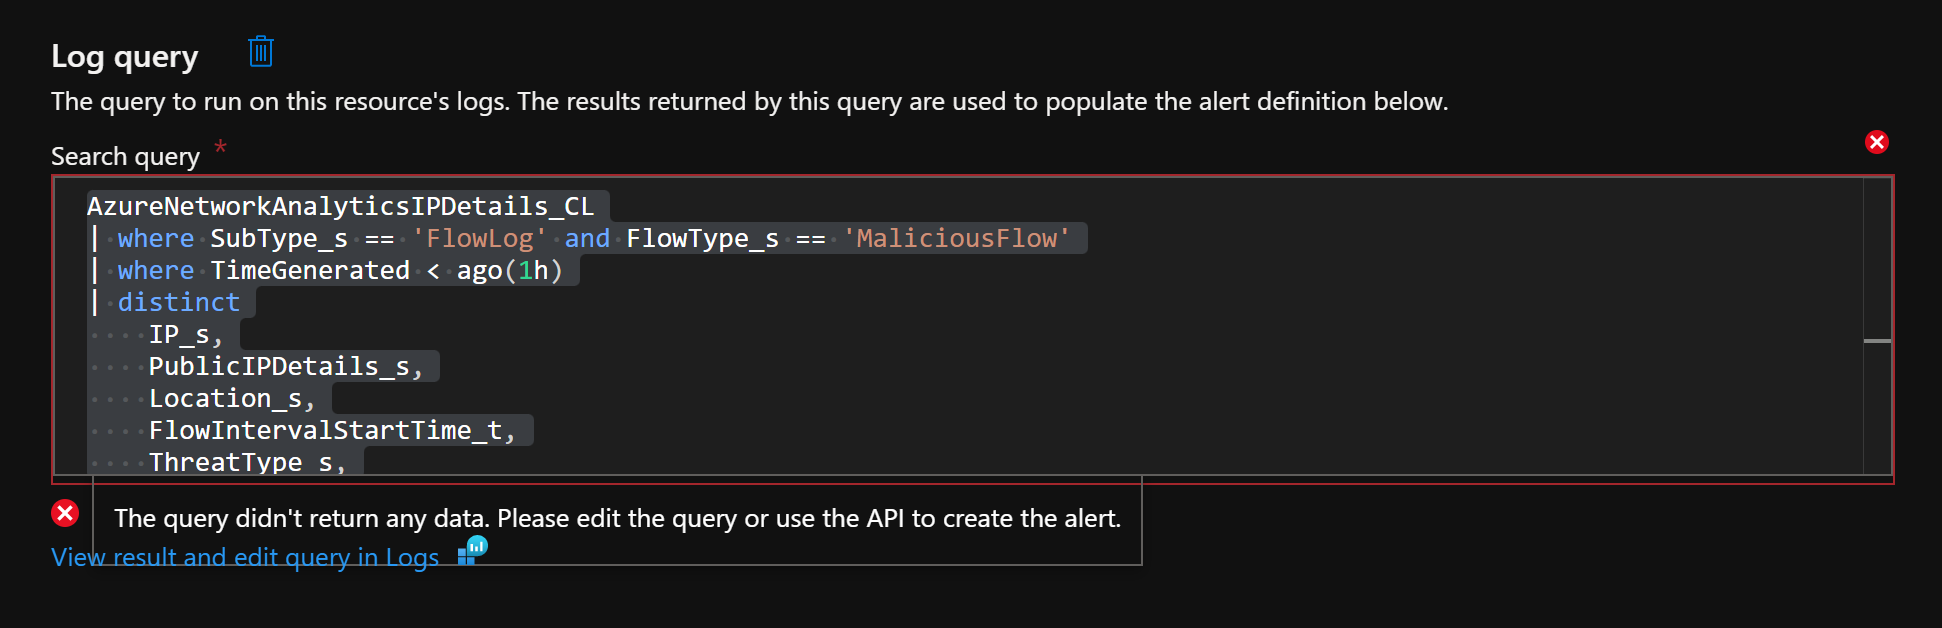 Log query
The query to run on this resource's logs. The results returned by this query are used to populate the alert definition below.
Search query *
AzureNetworkAnalyticsIPDetails_CL
| where SubType_s == 'FlowLog' and FlowType_s == 'MaliciousFlow'
| where TimeGenerated < ago(1h)
| distinct
    IP_s,
    PublicIPDetails_s,
    Location_s,
    FlowIntervalStartTime_t,
    ThreatType_s,
The query didn't return any data. Please edit the query or use the API to create the alert.
View result and edit query in Logs